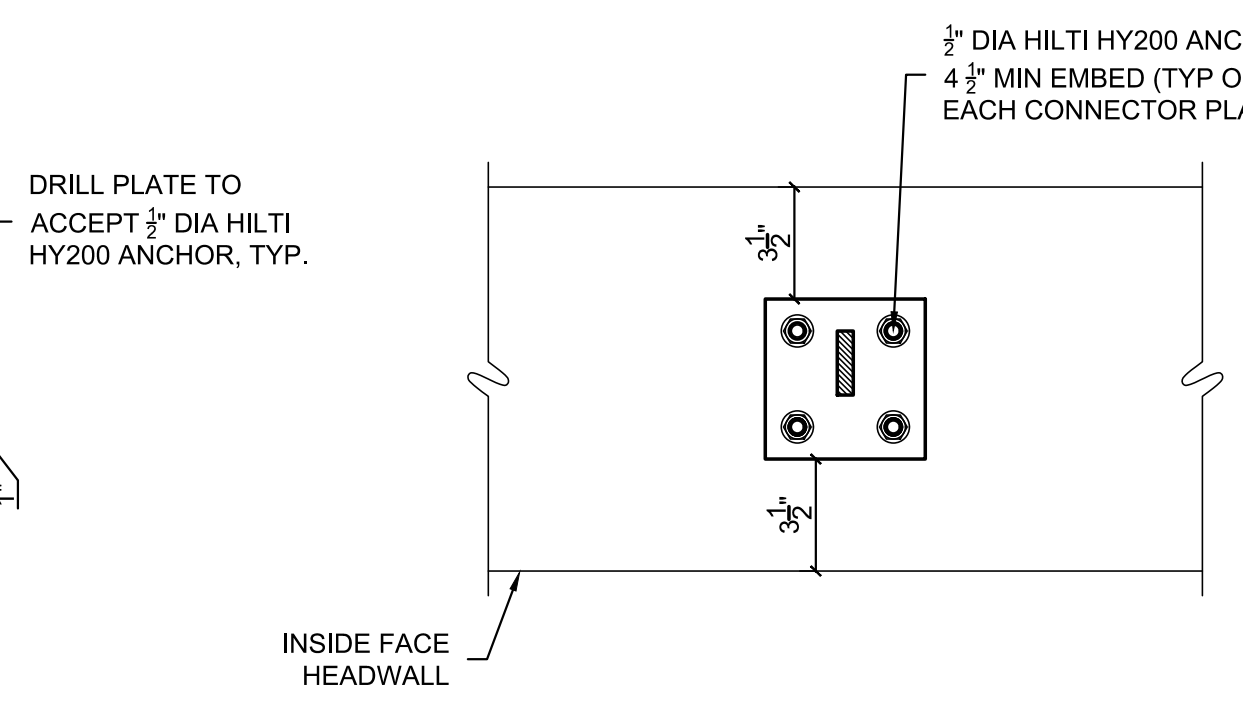 ½" DIA HILTI HY200 ANC
4 ½" MIN EMBED (TYP O
EACH CONNECTOR PLA
DRILL PLATE TO
ACCEPT ½" DIA HILTI
HY200 ANCHOR, TYP.
3½"
3½"
INSIDE FACE
HEADWALL